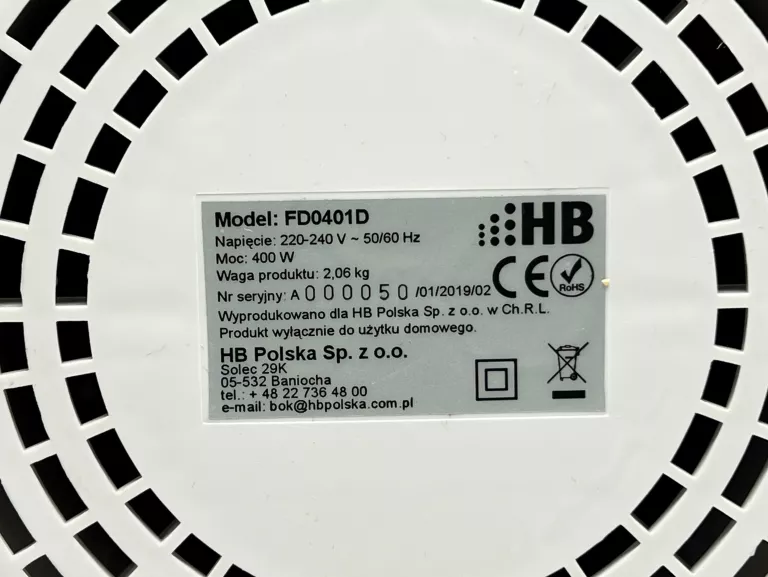 Model: FD0401D
HB
Napięcie: 220-240 V ~ 50/60 Hz
Moc: 400 W
Waga produktu: 2,06 kg
CE
RoHS
Nr seryjny: A 000050 /01/2019/02
Wyprodukowano dla HB Polska Sp. z o.o. w Ch.R.L.
Produkt wyłącznie do użytku domowego.
HB Polska Sp. z o.o.
Solec 29K
05-532 Baniocha
tel.: + 48 22 736 48 00
e-mail: bok@hbpolska.com.pl